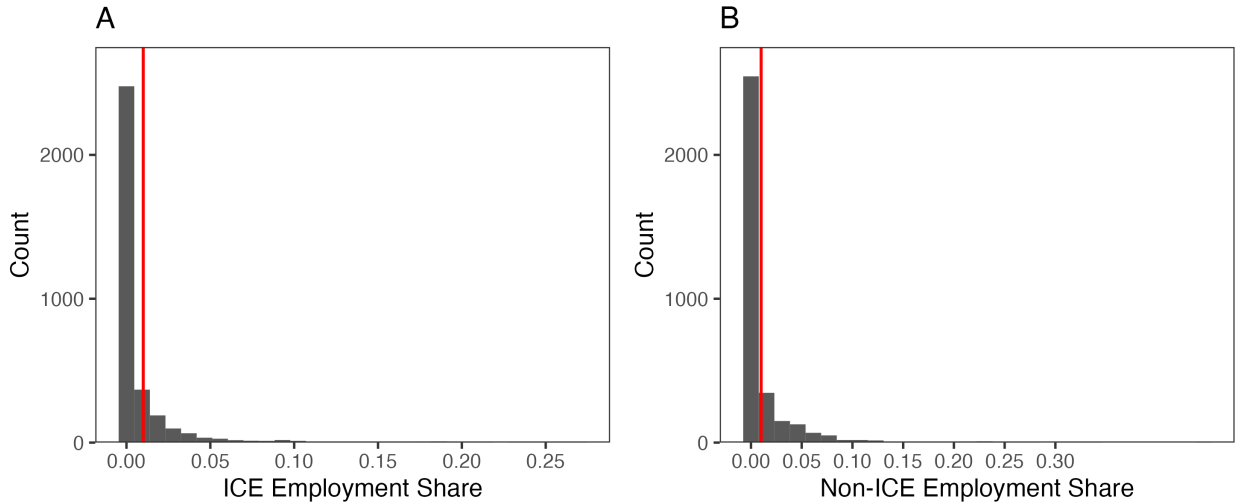 A
Count
2000
1000
0
0.00 0.05 0.10 0.15 0.20 0.25
ICE Employment Share
B
Count
2000
1000
0
0.00 0.05 0.10 0.15 0.20 0.25 0.30
Non-ICE Employment Share